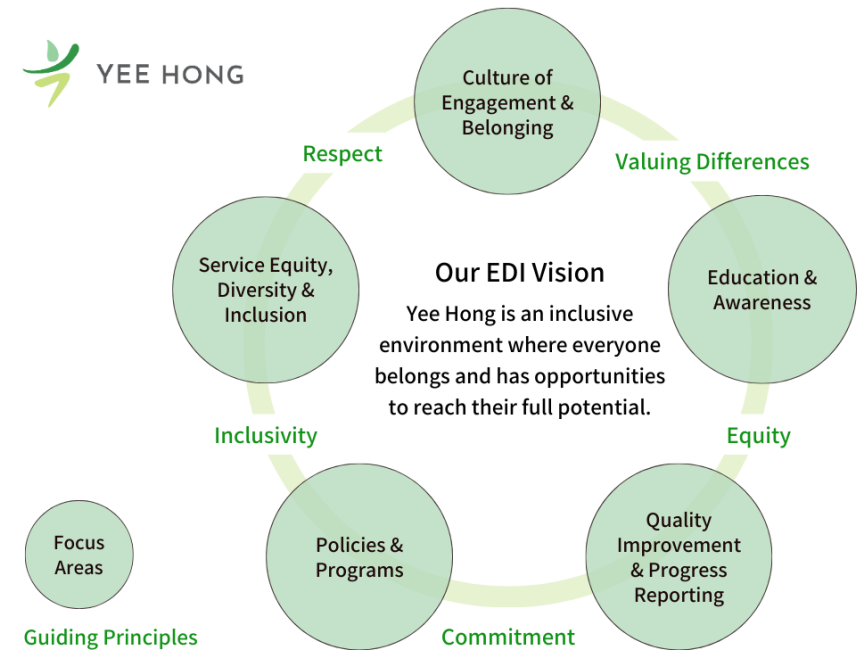 YEE HONG
Culture of
Engagement &
Belonging
Respect
Valuing Differences
Service Equity,
Diversity &
Inclusion
Our EDI Vision
Yee Hong is an inclusive
environment where everyone
belongs and has opportunities
to reach their full potential.
Education &
Awareness
Inclusivity
Equity
Focus
Areas
Policies &
Programs
Quality
Improvement
& Progress
Reporting
Guiding Principles
Commitment